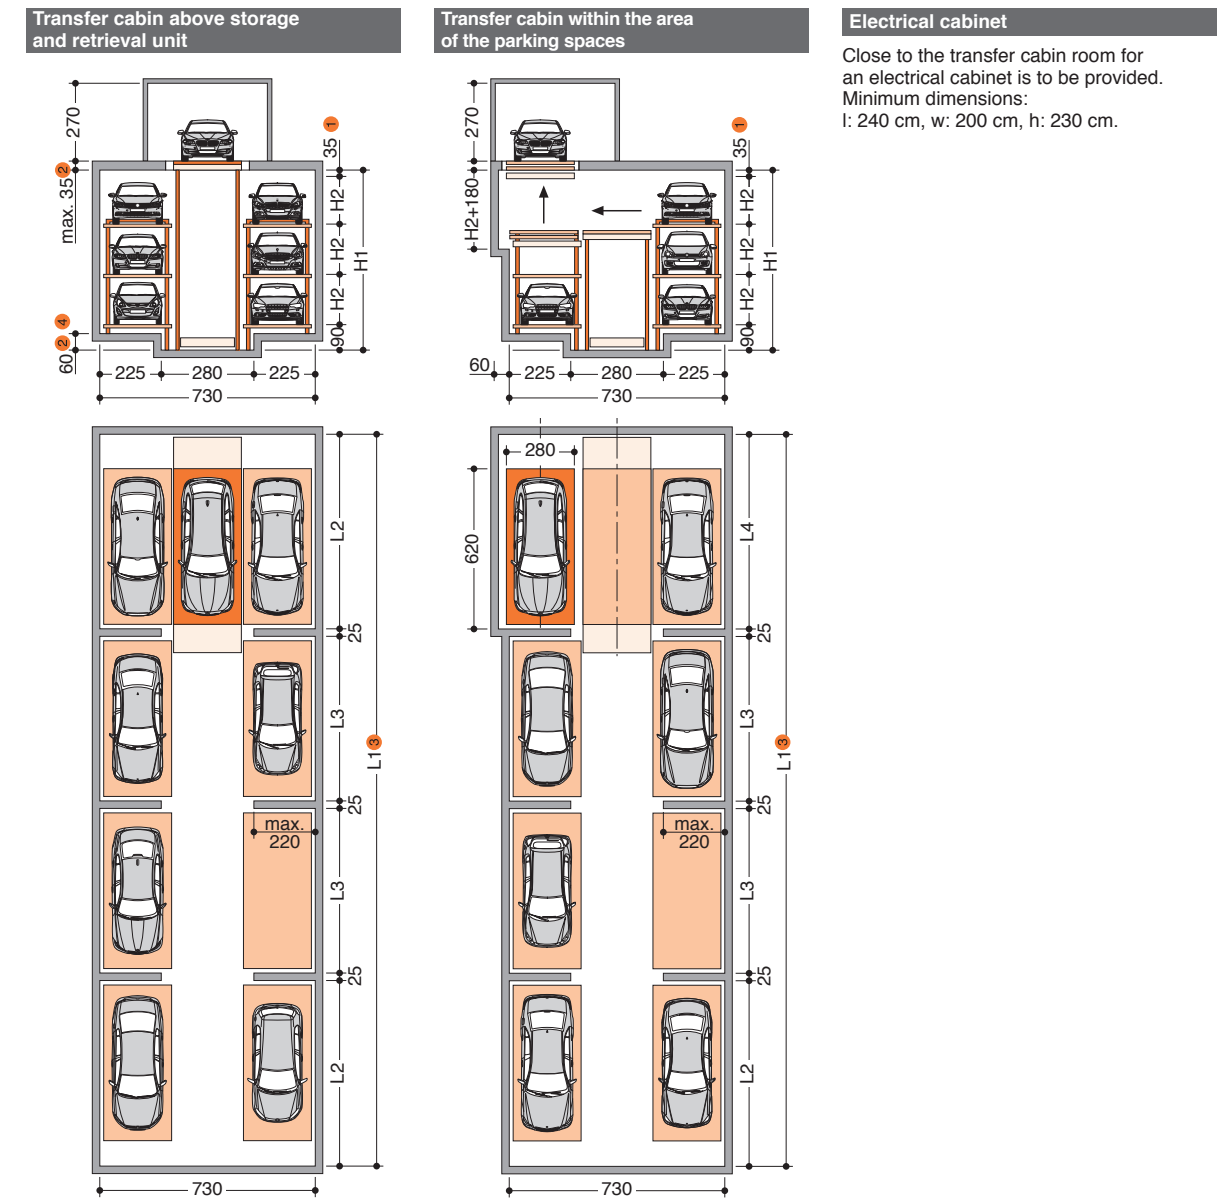 Transfer cabin above storage
and retrieval unit
270
35 1
max. 35 2
H2
H2
H2
H1
4
2
60
90
225 280 225
730
L2
25
L3
25
L3
25
L2
L1 3
max.
220
730
Transfer cabin within the area
of the parking spaces
270
35 1
H2+180
H2
H2
H2
H1
90
60
225 280 225
730
280
620
L4
25
L3
25
L3
25
L2
L1 3
max.
220
730
Electrical cabinet
Close to the transfer cabin room for
an electrical cabinet is to be provided.
Minimum dimensions:
l: 240 cm, w: 200 cm, h: 230 cm.